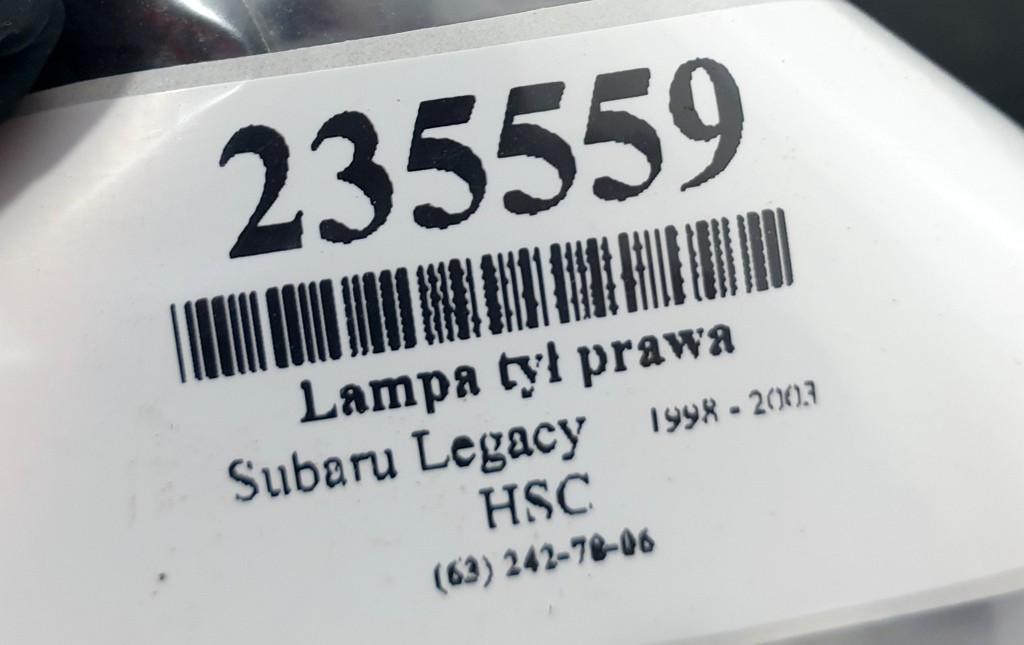 235559
Lampa tył prawa
Subaru Legacy 1998 - 2003
HSC
(63) 242-78-06